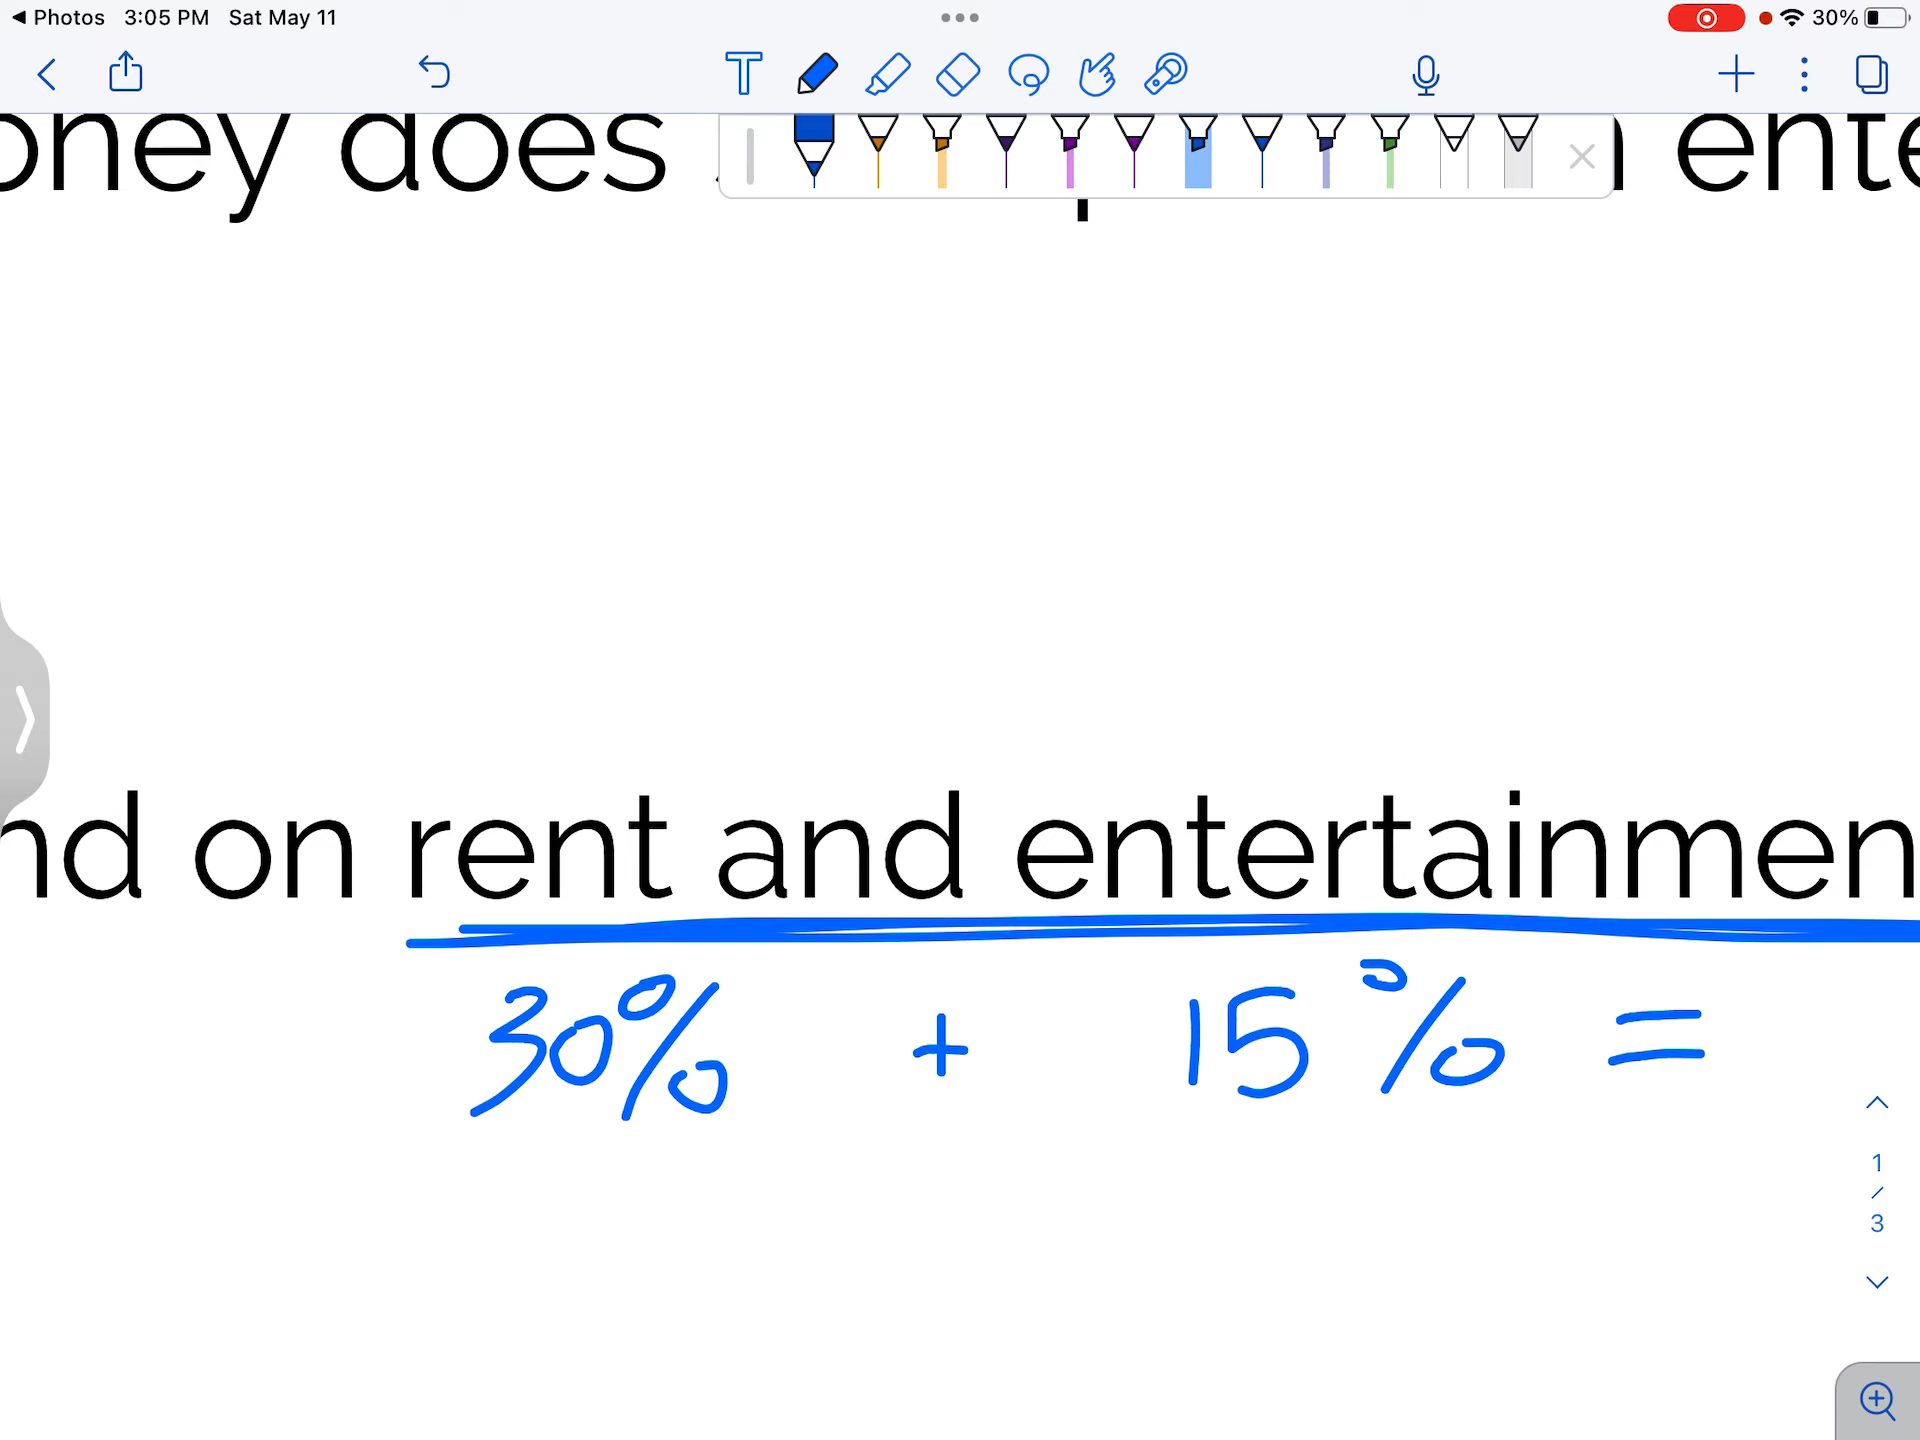 Photos 3:05 PM Sat May 11 30%
T
oney does ente
nd on rent and entertainmen
30% + 15% =
1
/
3